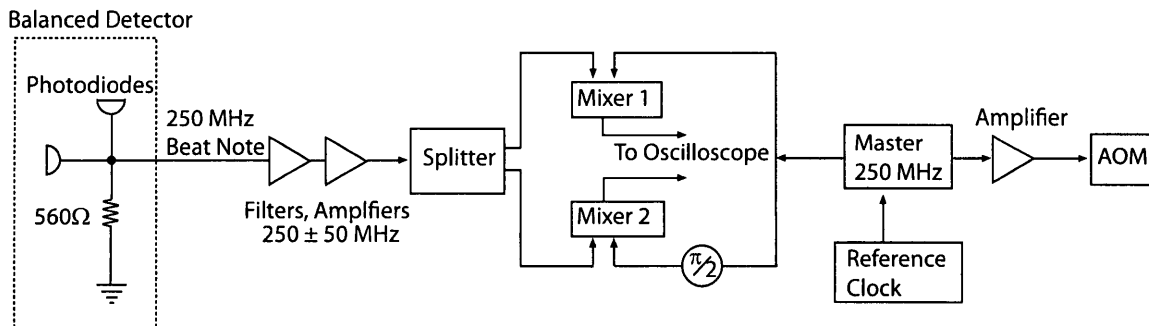 Balanced Detector
Photodiodes
250 MHz
Beat Note
560Ω
Filters, Amplfiers
250 ± 50 MHz
Splitter
Mixer 1
To Oscilloscope
Mixer 2
π/2
Master
250 MHz
Reference
Clock
Amplifier
AOM